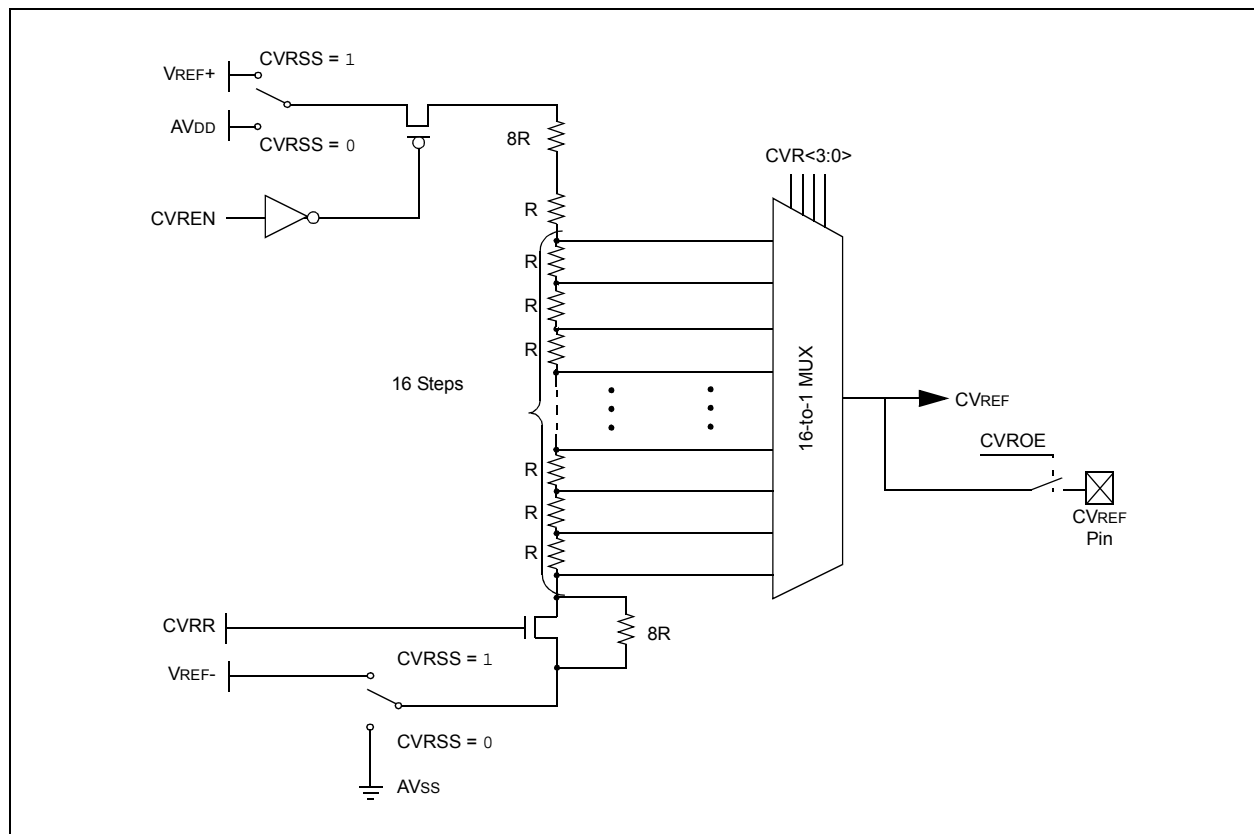 CVRSS = 1
VREF+
AVDD
CVRSS = 0
8R
CVR<3:0>
CVREN
R
R
R
R
16 Steps
16-to-1 MUX
CVREF
CVROE
R
R
R
CVREF
Pin
CVRR
8R
CVRSS = 1
VREF-
CVRSS = 0
AVSS